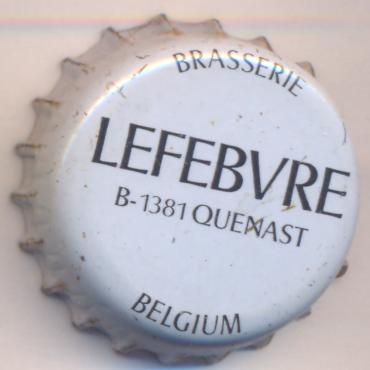 BRASSERIE
LEFEBVRE
B-1381 QUENAST
BELGIUM